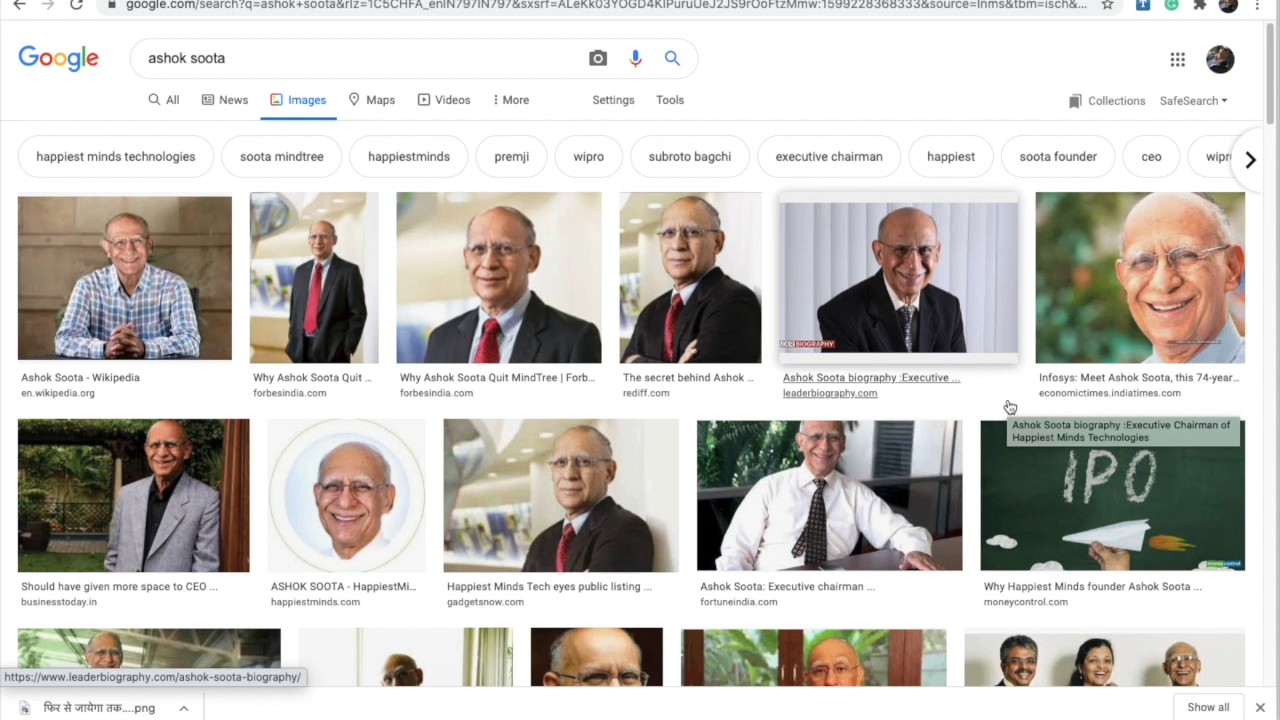 google.com/search?q=ashok+soota&rlz=1C5CHFA_enIN797IN797&sxsrf=ALeKk03YOGD4KIPuruUeJ2JS9rOoFtzMmw:1599228368333&source=lnms&tbm=isch&...
Google
ashok soota
All News Images Maps Videos More Settings Tools
Collections SafeSearch
happiest minds technologies soota mindtree happiestminds premji wipro subroto bagchi executive chairman happiest soota founder ceo wipr
BIOGRAPHY
Ashok Soota - Wikipedia
en.wikipedia.org
Why Ashok Soota Quit ...
forbesindia.com
Why Ashok Soota Quit MindTree | Forb...
forbesindia.com
The secret behind Ashok ...
rediff.com
Ashok Soota biography :Executive ...
leaderbiography.com
Infosys: Meet Ashok Soota, this 74-year...
economictimes.indiatimes.com
Ashok Soota biography :Executive Chairman of
Happiest Minds Technologies
IPO
moneycontrol
Should have given more space to CEO ...
businesstoday.in
ASHOK SOOTA - HappiestMi...
happiestminds.com
Happiest Minds Tech eyes public listing ...
gadgetsnow.com
Ashok Soota: Executive chairman ...
fortuneindia.com
Why Happiest Minds founder Ashok Soota ...
moneycontrol.com
https://www.leaderbiography.com/ashok-soota-biography/
फिर से जायेगा तक....png
Show all